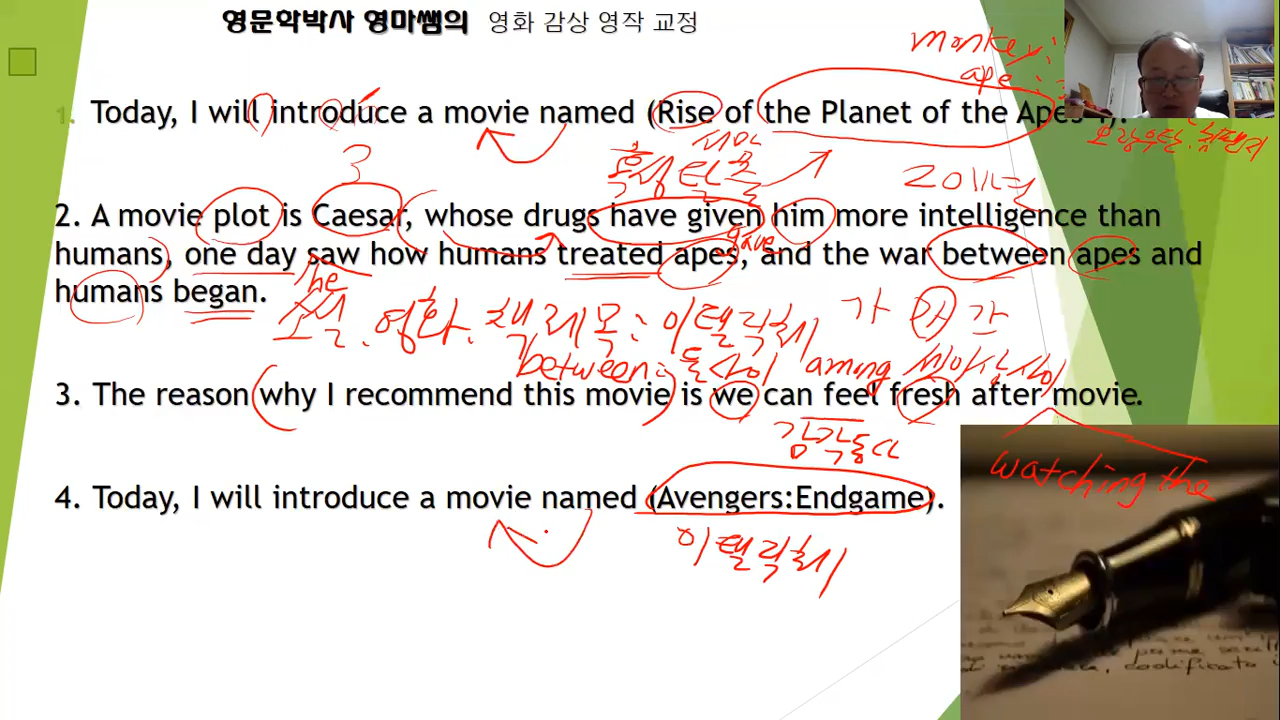 영문학박사 영마쌤의 영화 감상 영작 교정
monkey:
ape:
1. Today, I will introduce a movie named (Rise of the Planet of the Apes 1).
오랑우탄. 침팬지
3
시작
혹성탈출
2011년
2. A movie plot is Caesar, whose drugs have given him more intelligence than
gave
humans, one day saw how humans treated apes, and the war between apes and
he
humans began.
소설. 영화. 책 제목: 이탤릭체
between: 둘 사이 among 셋이상 사이
3. The reason why I recommend this movie is we can feel fresh after movie.
감각동사
watching the
4. Today, I will introduce a movie named (Avengers:Endgame).
이탤릭체